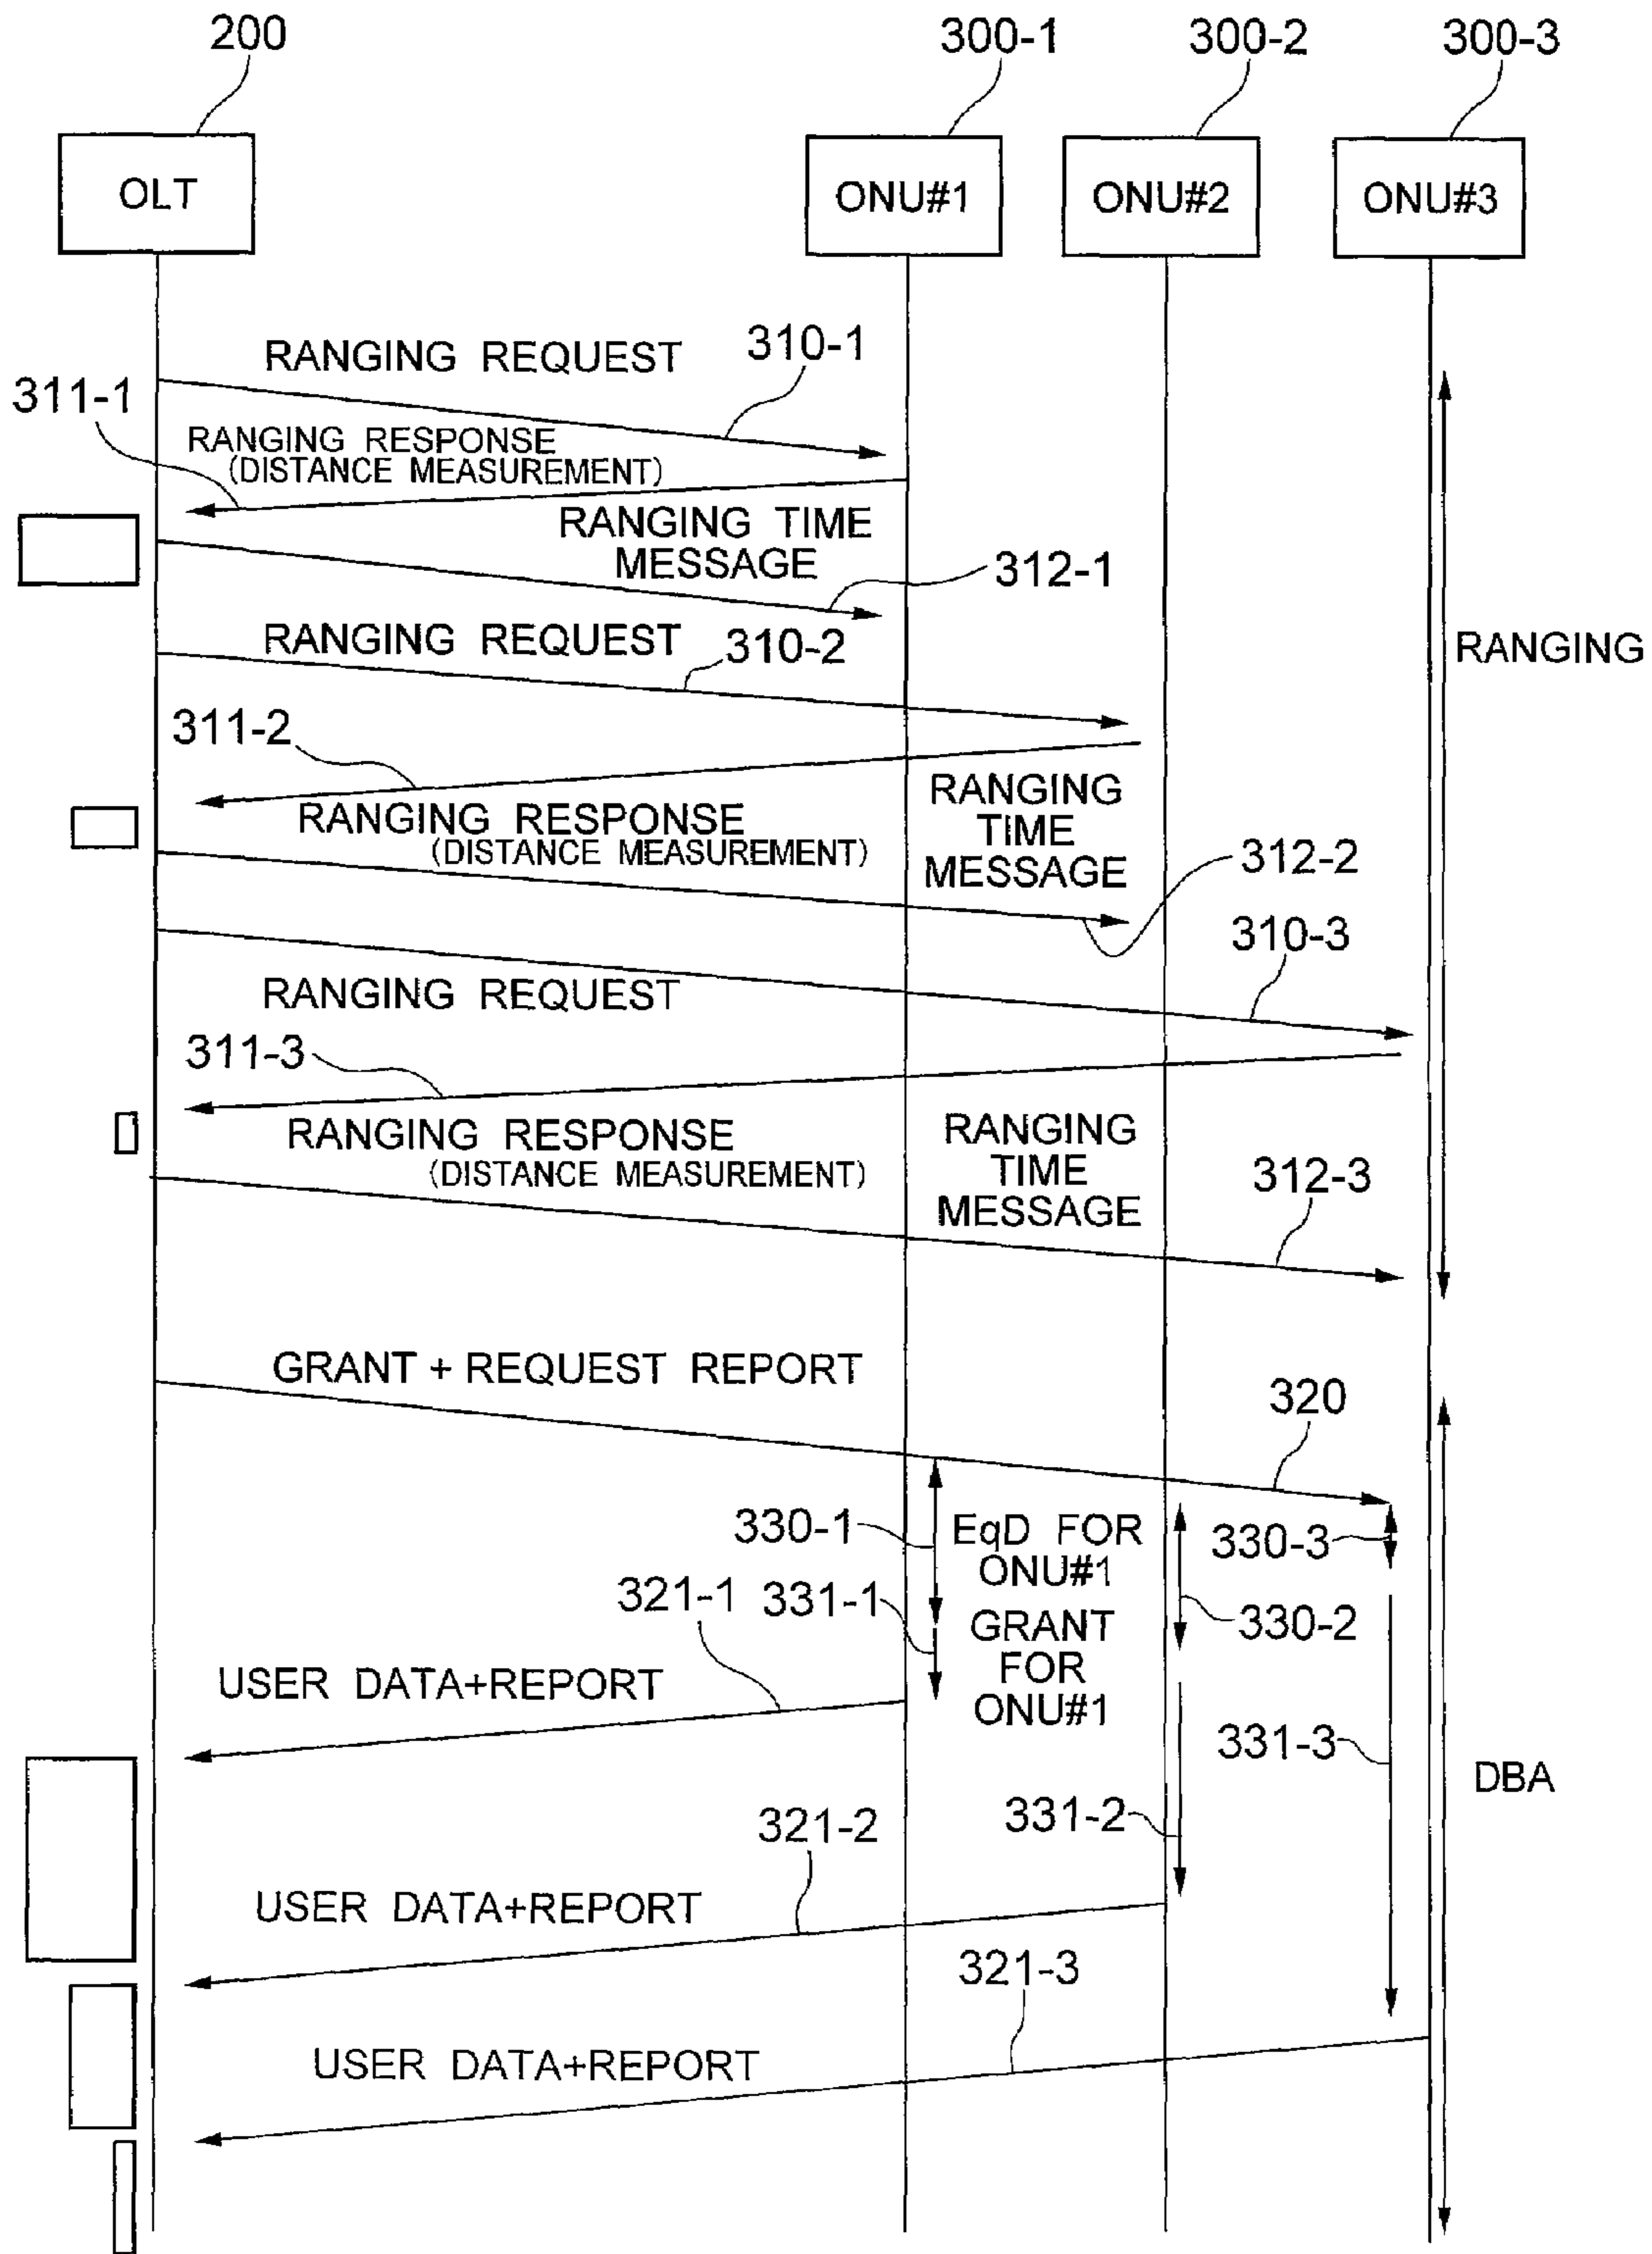 200
300-1
300-2
300-3
OLT
ONU#1
ONU#2
ONU#3
RANGING REQUEST
310-1
311-1
RANGING RESPONSE
(DISTANCE MEASUREMENT)
RANGING TIME
MESSAGE
312-1
RANGING REQUEST
310-2
RANGING
311-2
RANGING RESPONSE
(DISTANCE MEASUREMENT)
RANGING
TIME
MESSAGE
312-2
310-3
RANGING REQUEST
311-3
RANGING RESPONSE
(DISTANCE MEASUREMENT)
RANGING
TIME
MESSAGE
312-3
GRANT + REQUEST REPORT
320
330-1
EqD FOR
ONU#1
330-3
321-1
331-1
GRANT
FOR
ONU#1
330-2
USER DATA+REPORT
331-3
DBA
321-2
331-2
USER DATA+REPORT
321-3
USER DATA+REPORT